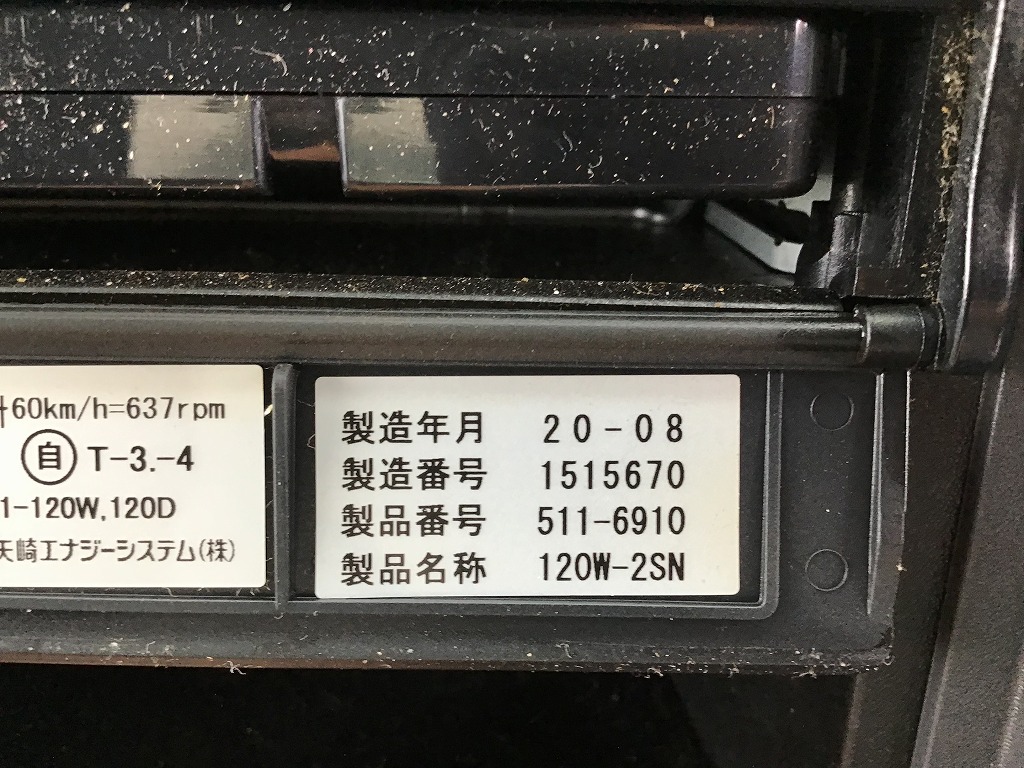 60km/h=637rpm
自 T-3.-4
1-120W,120D
矢崎エナジーシステム(株)
製造年月 20-08
製造番号 1515670
製品番号 511-6910
製品名称 120W-2SN